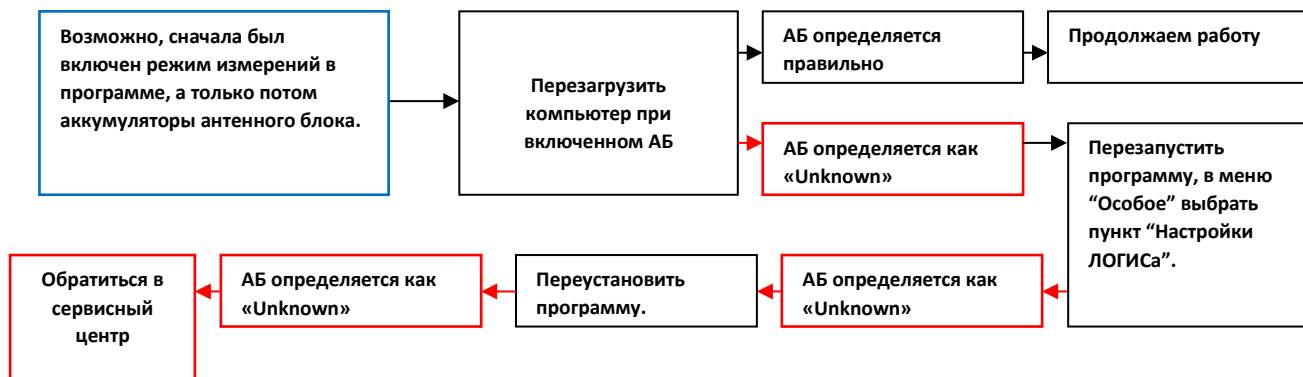 Возможно, сначала был
включен режим измерений в
программе, а только потом
аккумуляторы антенного блока.
Перезагрузить
компьютер при
включенном АБ
АБ определяется
правильно
Продолжаем работу
АБ определяется как
«Unknown»
Перезапустить
программу, в меню
“Особое” выбрать
пункт “Настройки
ЛОГИСа”.
АБ определяется как
«Unknown»
Переустановить
программу.
АБ определяется как
«Unknown»
Обратиться в
сервисный
центр